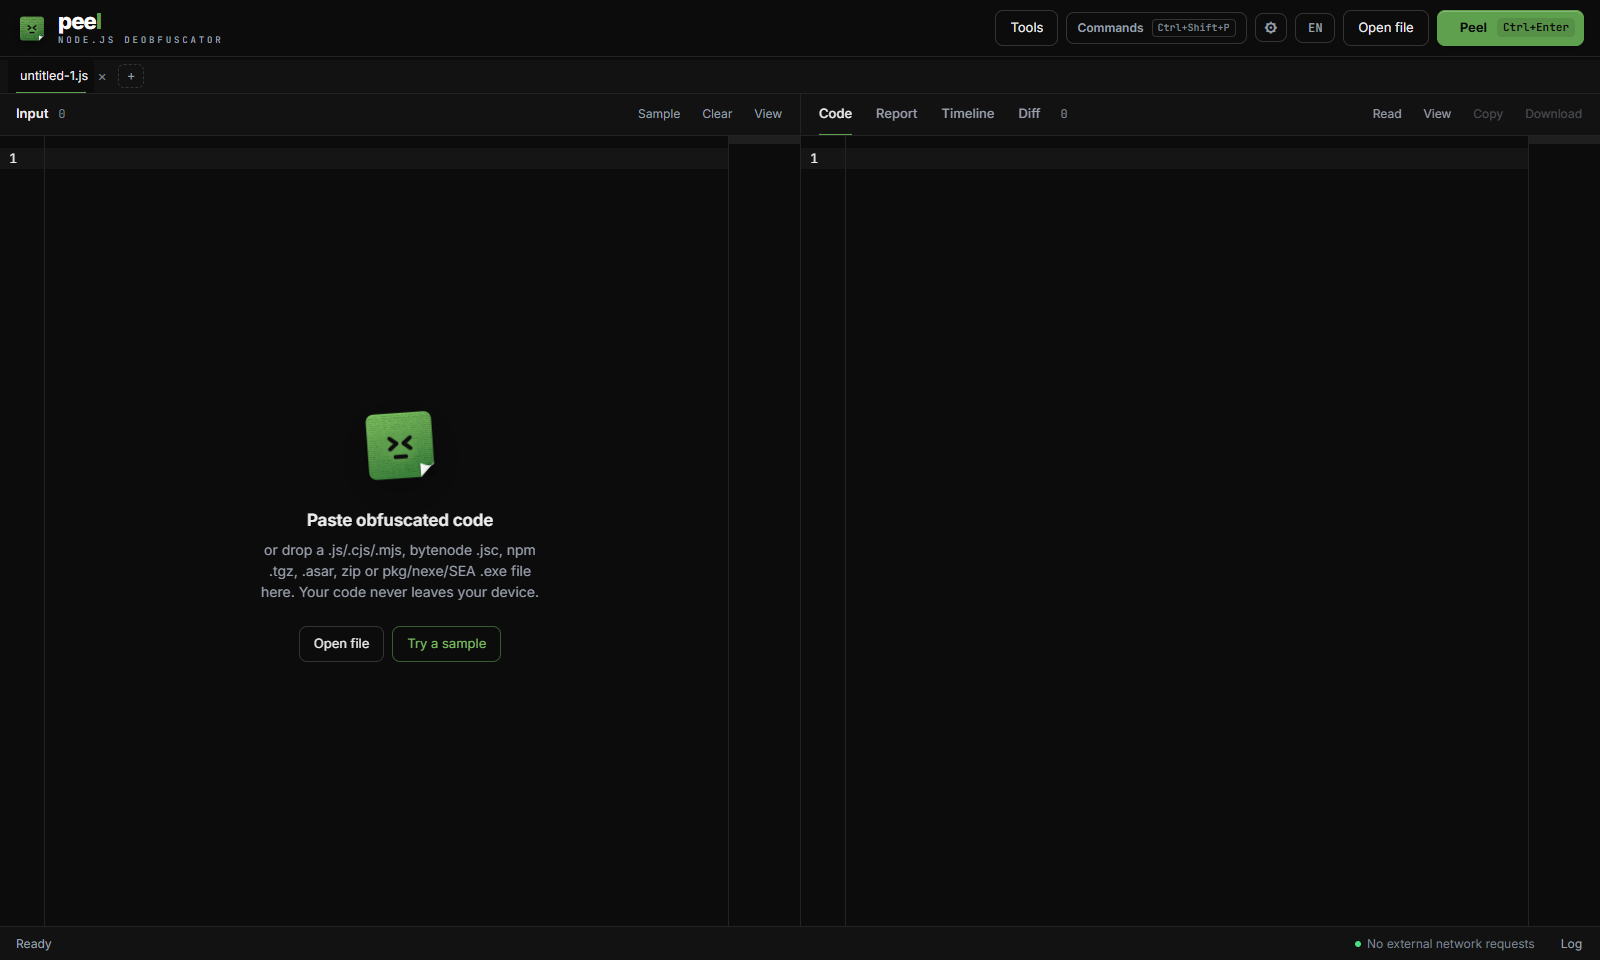 peel
NODE.JS DEOBFUSCATOR
Tools
Commands Ctrl+Shift+P
EN
Open file
Peel Ctrl+Enter
untitled-1.js × +
Input 0
Sample Clear View
Code Report Timeline Diff 0
Read View Copy Download
1
1
Paste obfuscated code
or drop a .js/.cjs/.mjs, bytenode .jsc, npm
.tgz, .asar, zip or pkg/nexe/SEA .exe file
here. Your code never leaves your device.
Open file Try a sample
Ready
No external network requests Log